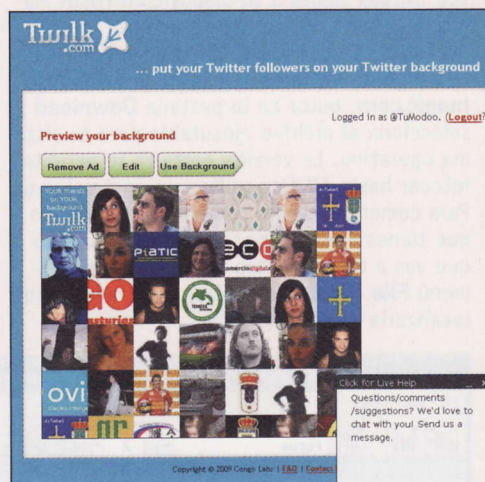 Twilk
.com
... put your Twitter followers on your Twitter background
Logged in as @TuModoo. (Logout?
Preview your background
Remove Ad
Edit
Use Background
YOUR friends
on YOUR
background
Twilk
.com
PLATIC
eco
comerciodigital
GO
asturias
ovi
Click for Live Help
Questions/comments
/suggestions? We'd love to
chat with you! Send us a
message.
Copyright © 2009 Congo Labs | FAQ | Contact